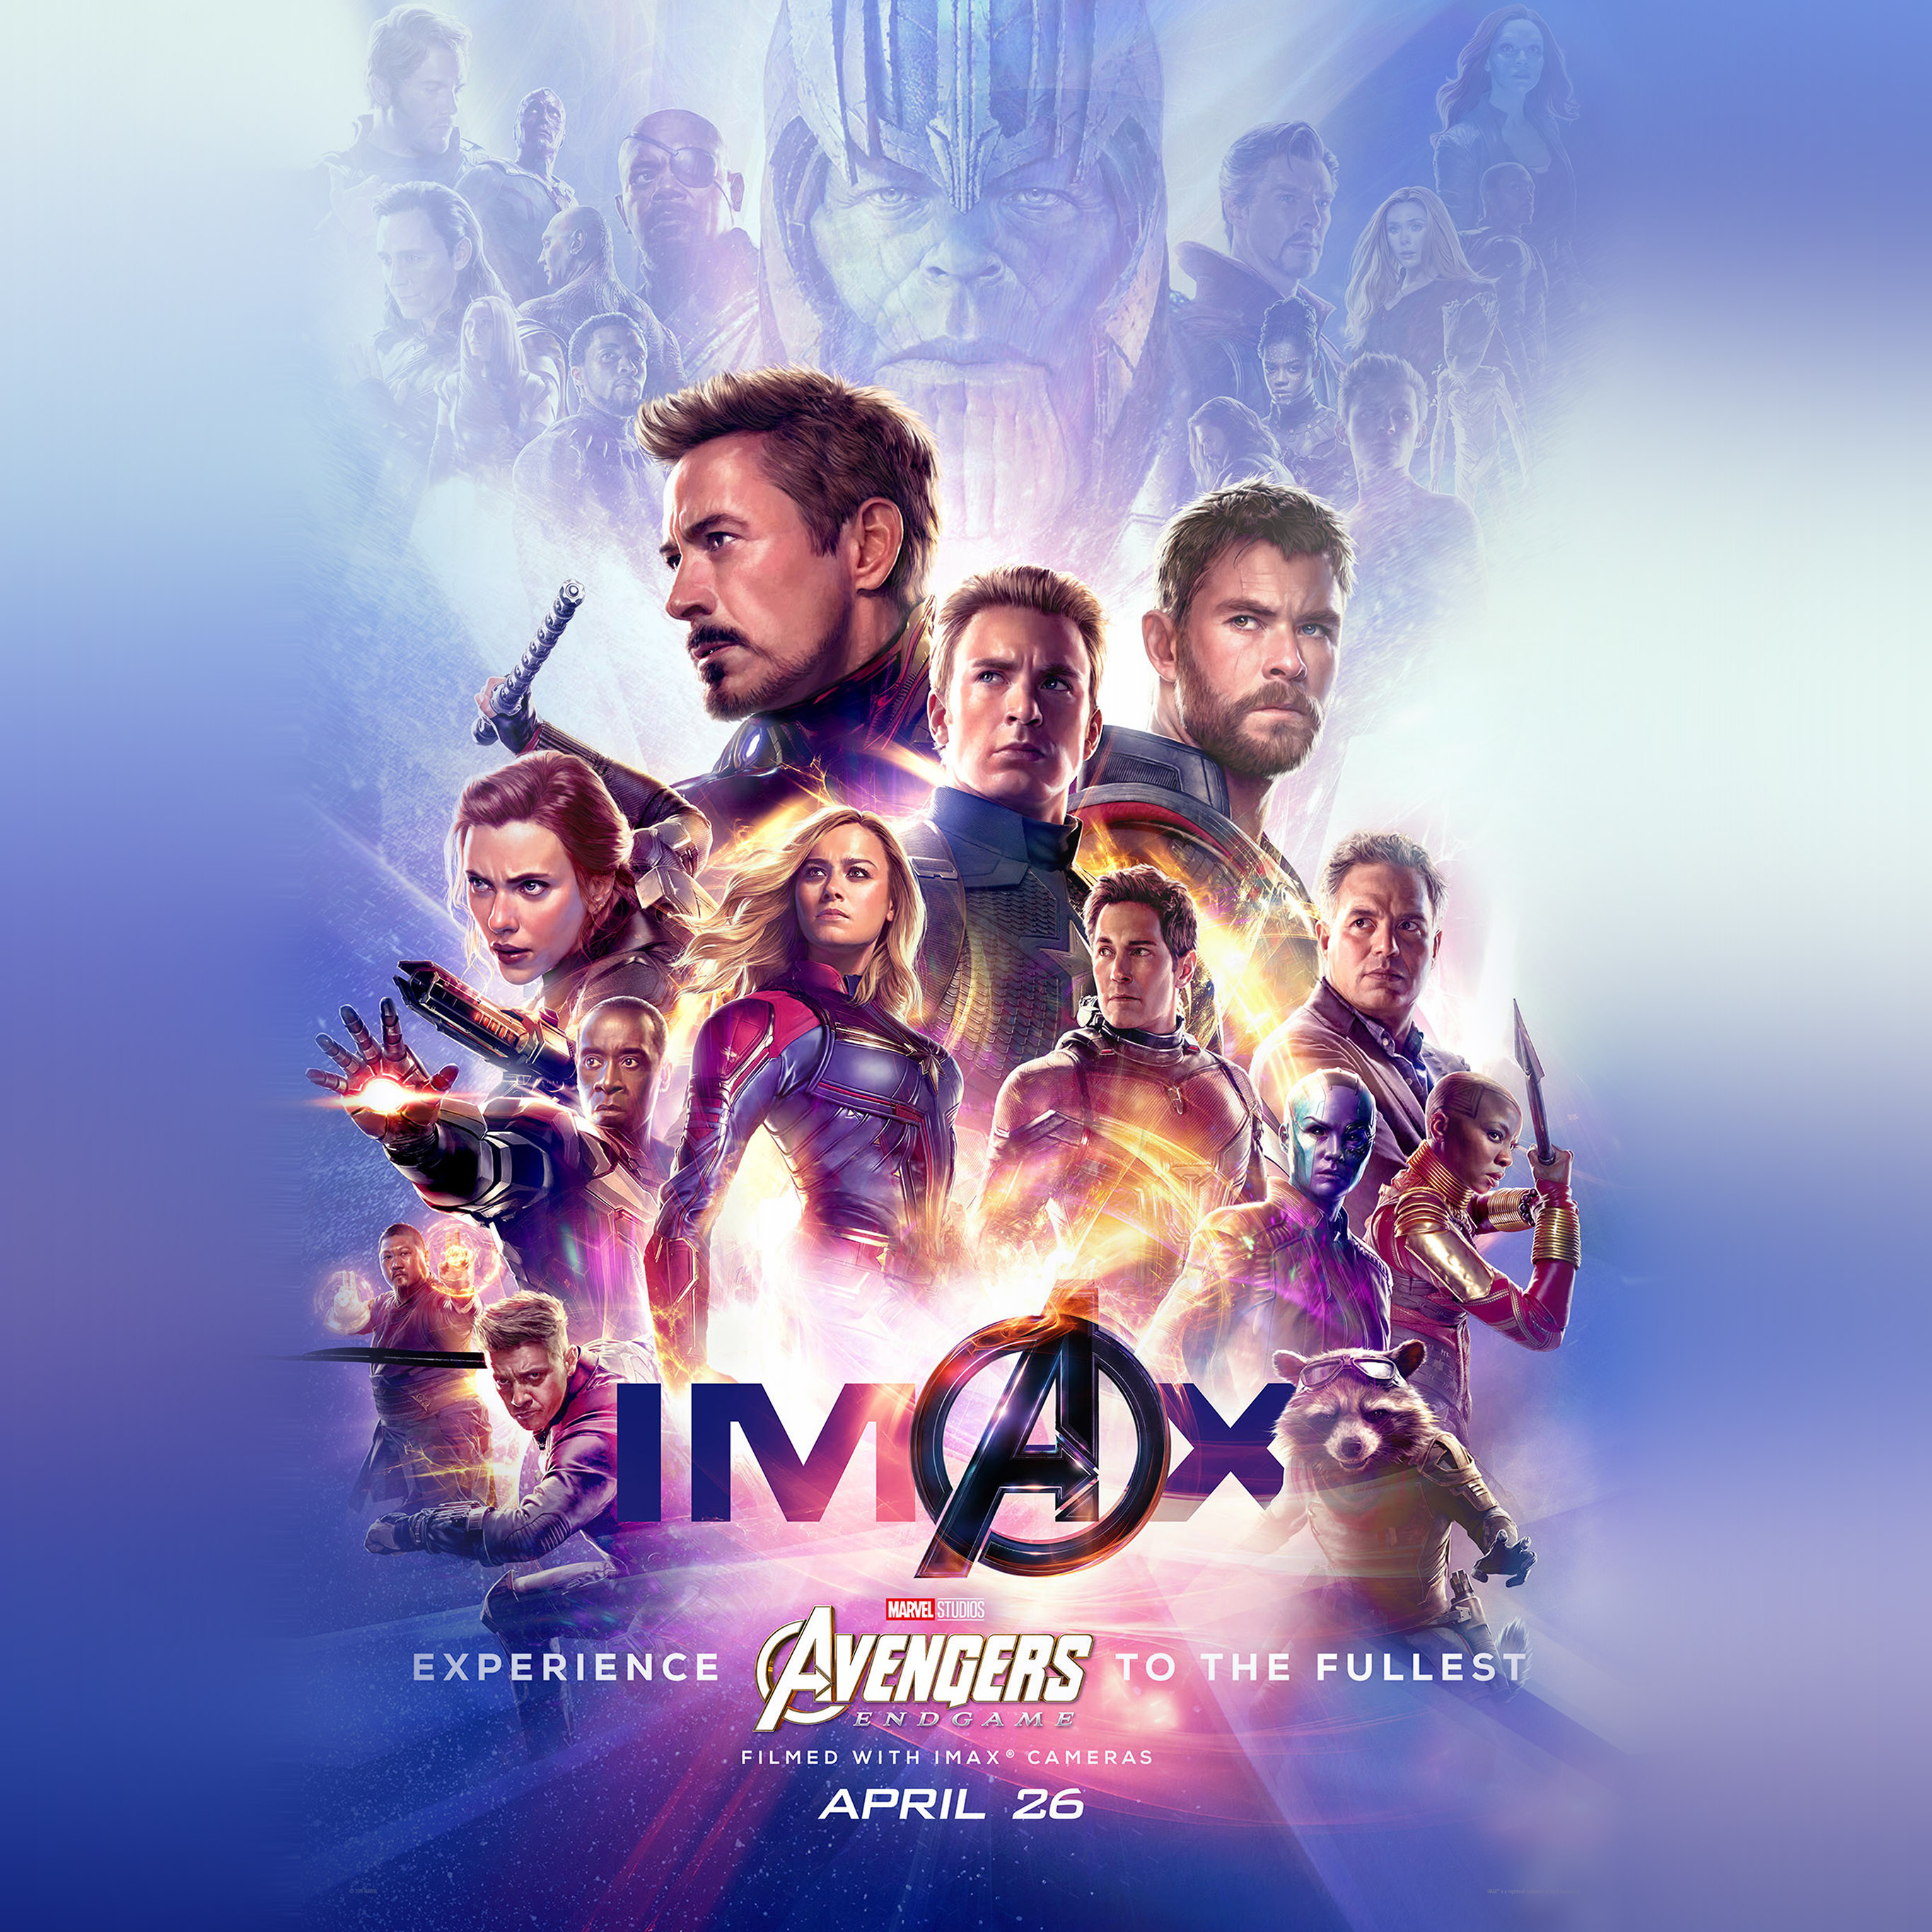 IMAX
MARVEL STUDIOS
EXPERIENCE AVENGERS TO THE FULLEST
ENDGAME
FILMED WITH IMAX® CAMERAS
APRIL 26